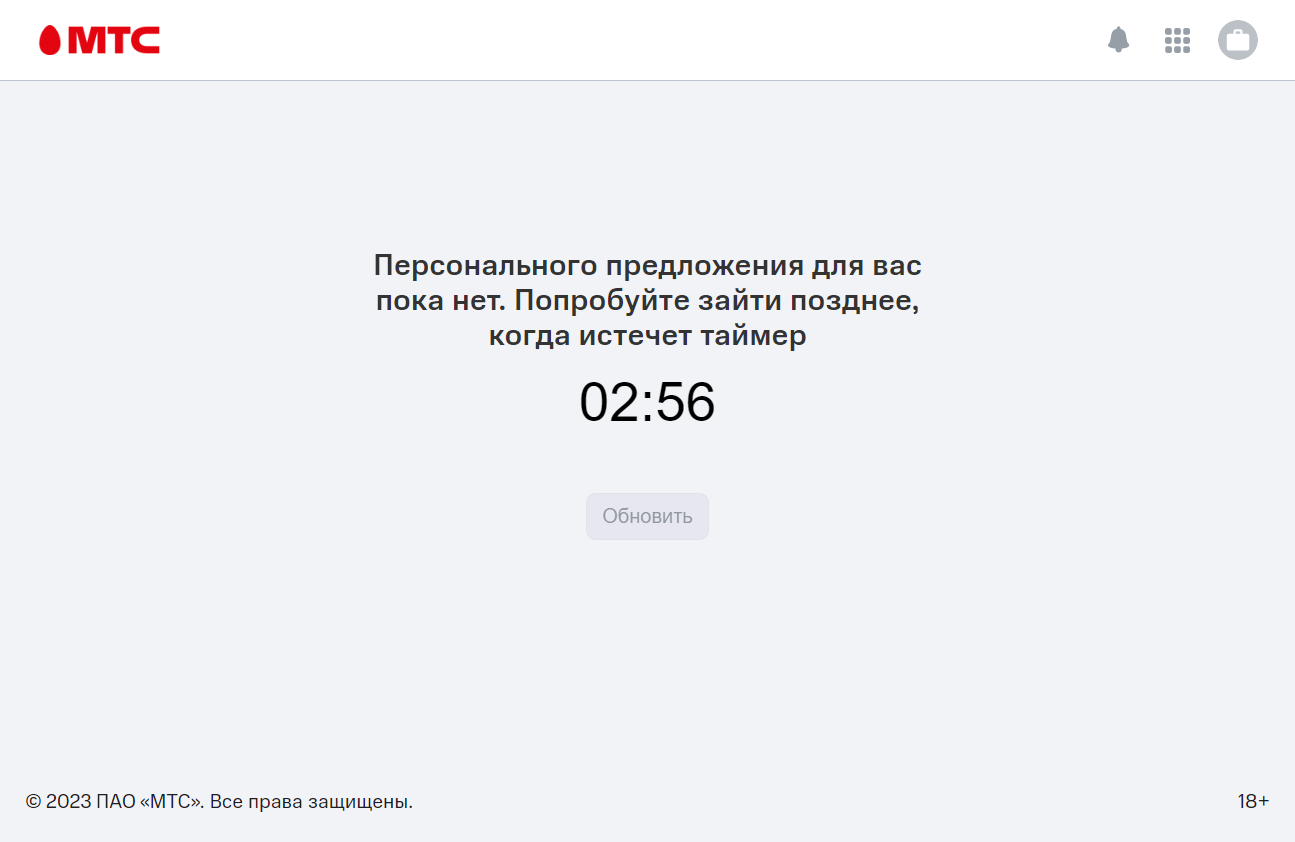 МТС
Персонального предложения для вас
пока нет. Попробуйте зайти позднее,
когда истечет таймер
02:56
Обновить
© 2023 ПАО «МТС». Все права защищены.
18+